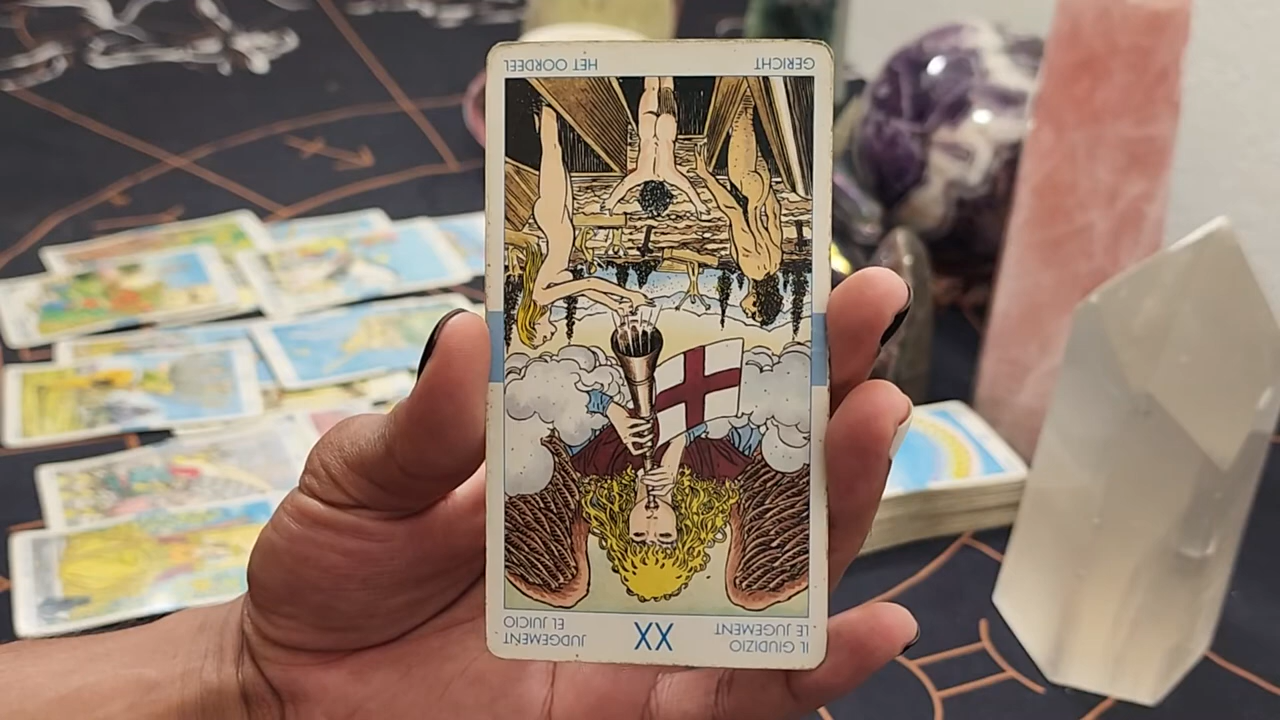 IL GIUDIZIO
LE JUGEMENT
XX
JUDGEMENT
EL JUICIO
GERICHT
HET OORDEEL